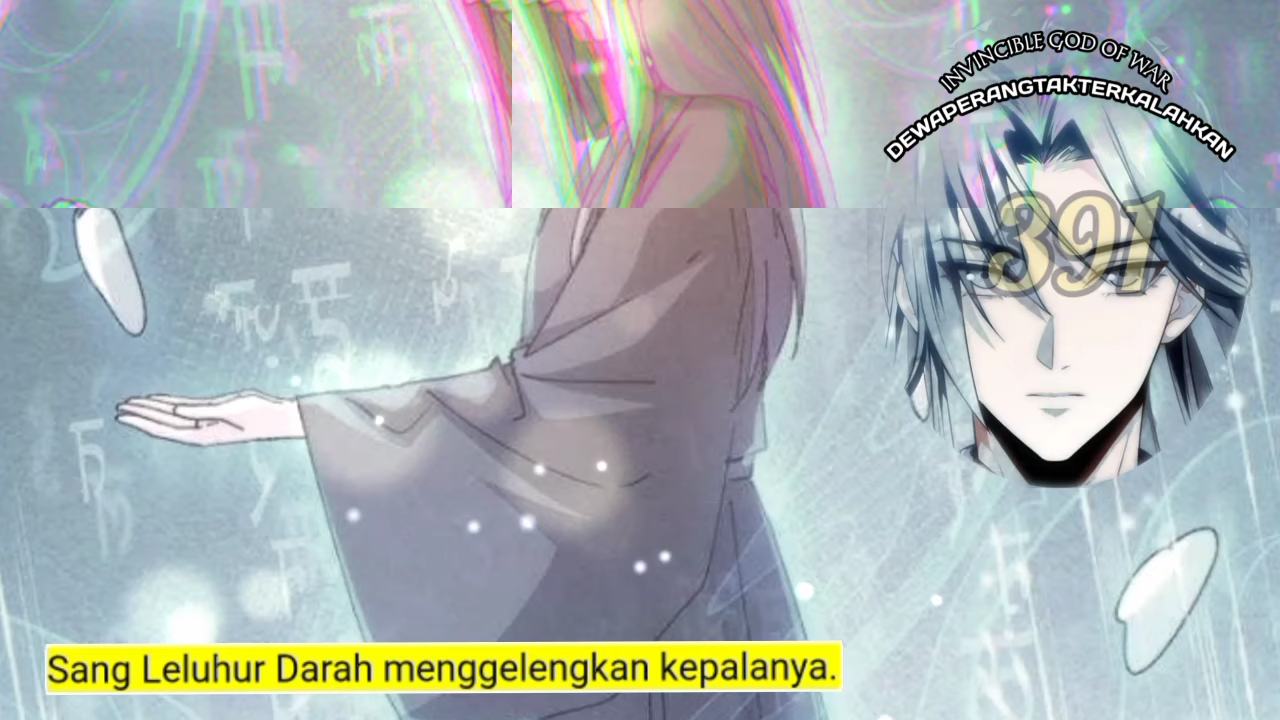 INVINCIBLE GOD OF WAR
DEWAPERANGTAKTERKALAHKAN
391
Sang Leluhur Darah menggelengkan kepalanya.